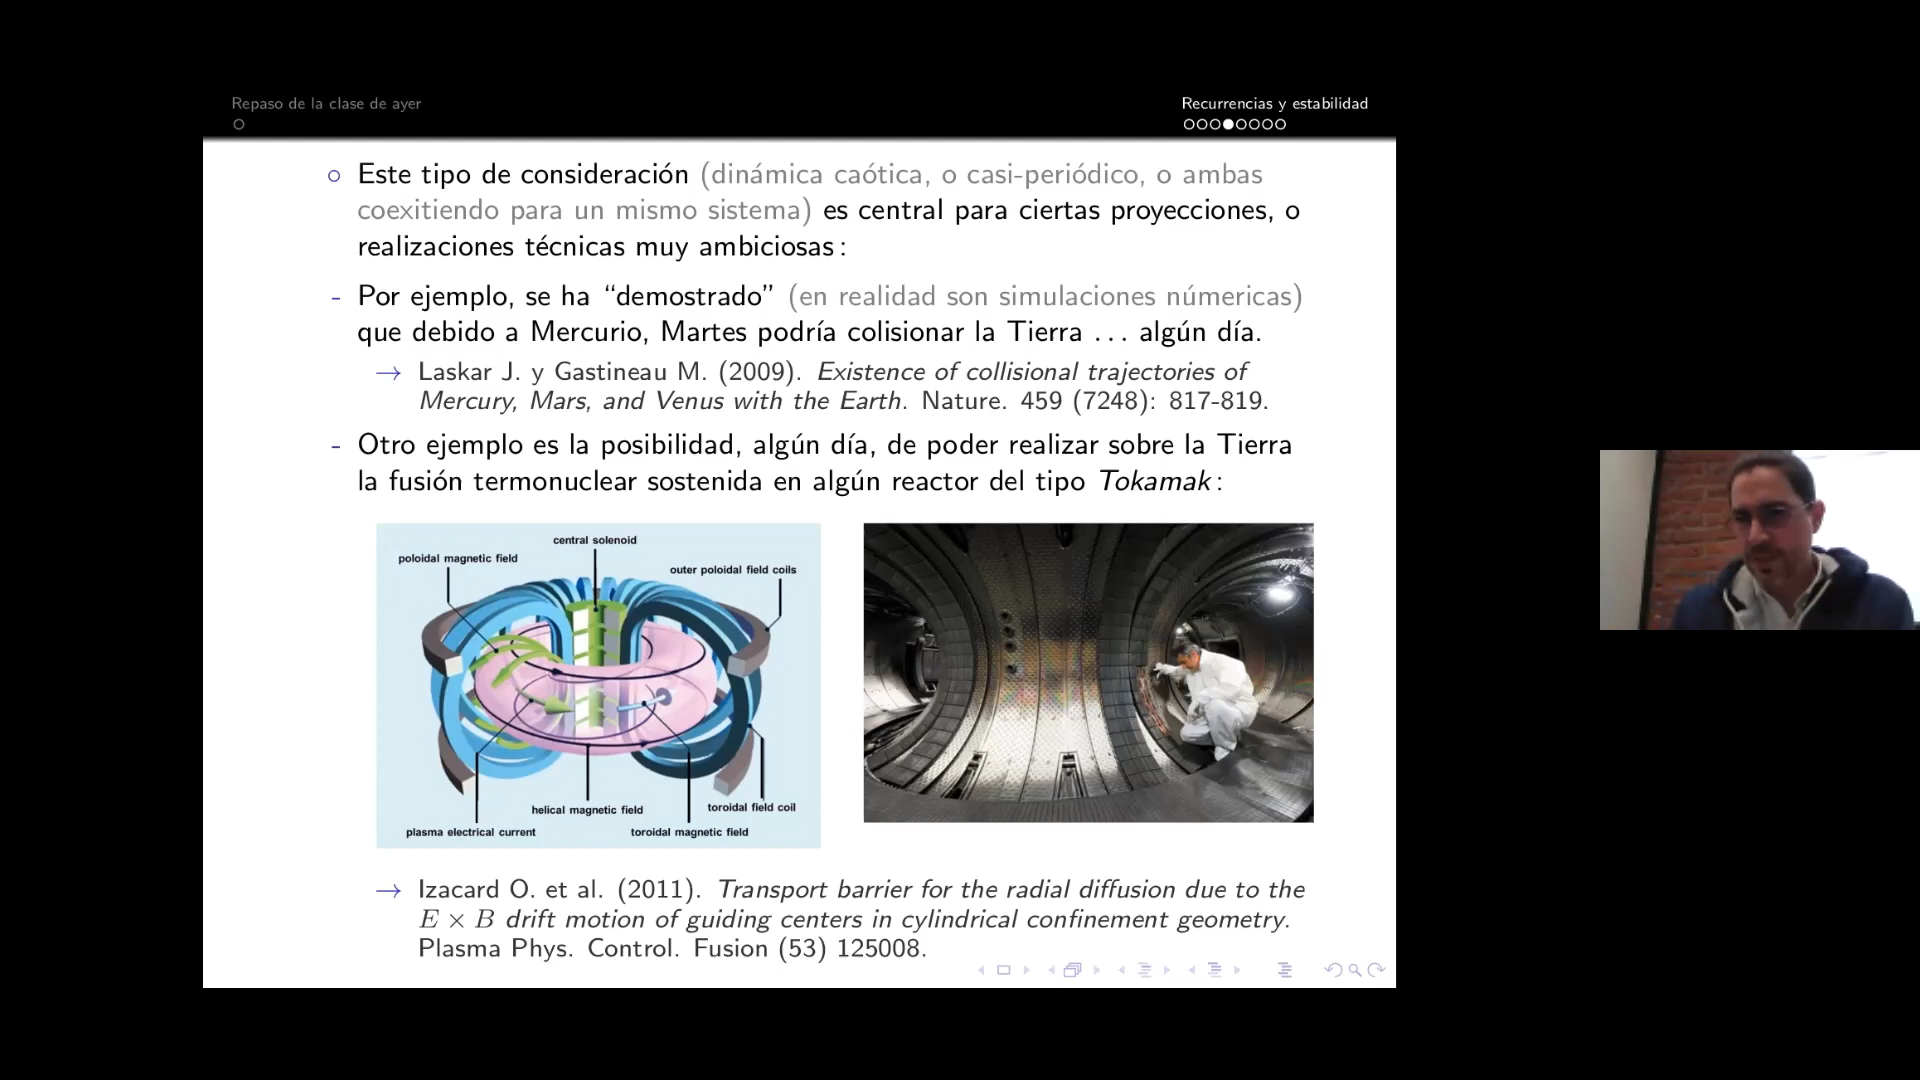 Repaso de la clase de ayer
Recurrencias y estabilidad
Este tipo de consideración (dinámica caótica, o casi-periódico, o ambas
coexitiendo para un mismo sistema) es central para ciertas proyecciones, o
realizaciones técnicas muy ambiciosas :
- Por ejemplo, se ha “demostrado” (en realidad son simulaciones númericas)
que debido a Mercurio, Martes podría colisionar la Tierra . . . algún día.
→ Laskar J. y Gastineau M. (2009). Existence of collisional trajectories of
Mercury, Mars, and Venus with the Earth. Nature. 459 (7248): 817-819.
- Otro ejemplo es la posibilidad, algún día, de poder realizar sobre la Tierra
la fusión termonuclear sostenida en algún reactor del tipo Tokamak :
central solenoid
poloidal magnetic field
outer poloidal field coils
helical magnetic field
toroidal field coil
plasma electrical current
toroidal magnetic field
→ Izacard O. et al. (2011). Transport barrier for the radial diffusion due to the
E × B drift motion of guiding centers in cylindrical confinement geometry.
Plasma Phys. Control. Fusion (53) 125008.